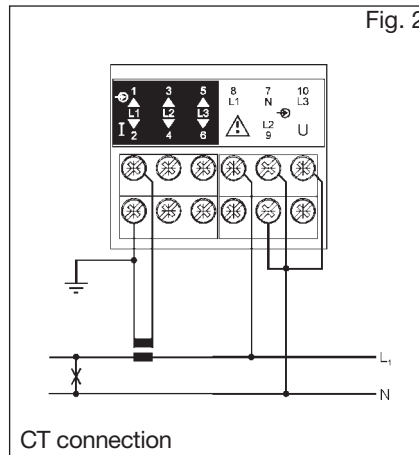 Fig. 2
1 3 5 8 7 10
L1 L2 L3 L1 N L3
I 2 4 6 L2 9 U
L₁
N
CT connection